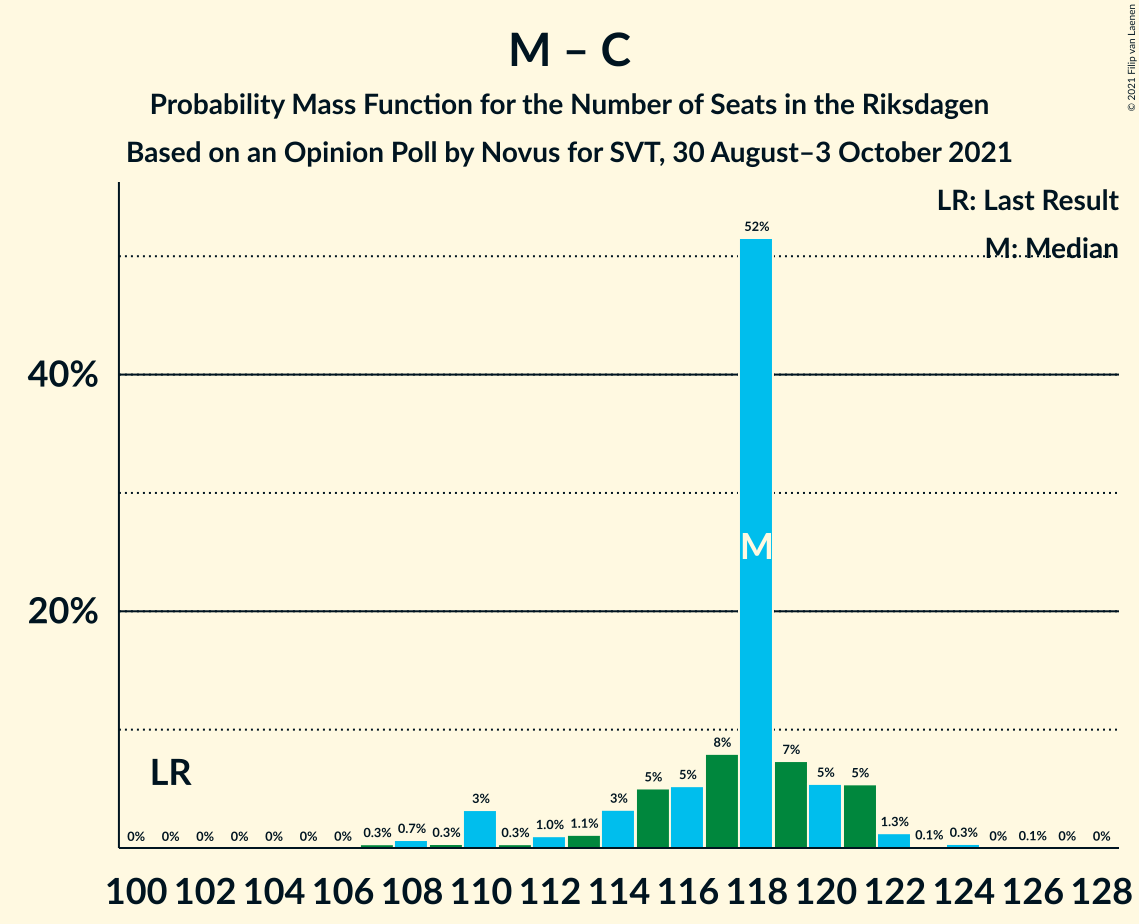 M – C
Probability Mass Function for the Number of Seats in the Riksdagen
Based on an Opinion Poll by Novus for SVT, 30 August–3 October 2021
© 2021 Filip van Laenen
LR: Last Result
M: Median
52%
40%
M
20%
LR
0% 0% 0% 0% 0% 0% 0% 0.3% 0.7% 0.3% 3% 0.3% 1.0% 1.1% 3% 5% 5% 8% 7% 5% 5% 1.3% 0.1% 0.3% 0% 0.1% 0% 0%
100 102 104 106 108 110 112 114 116 118 120 122 124 126 128